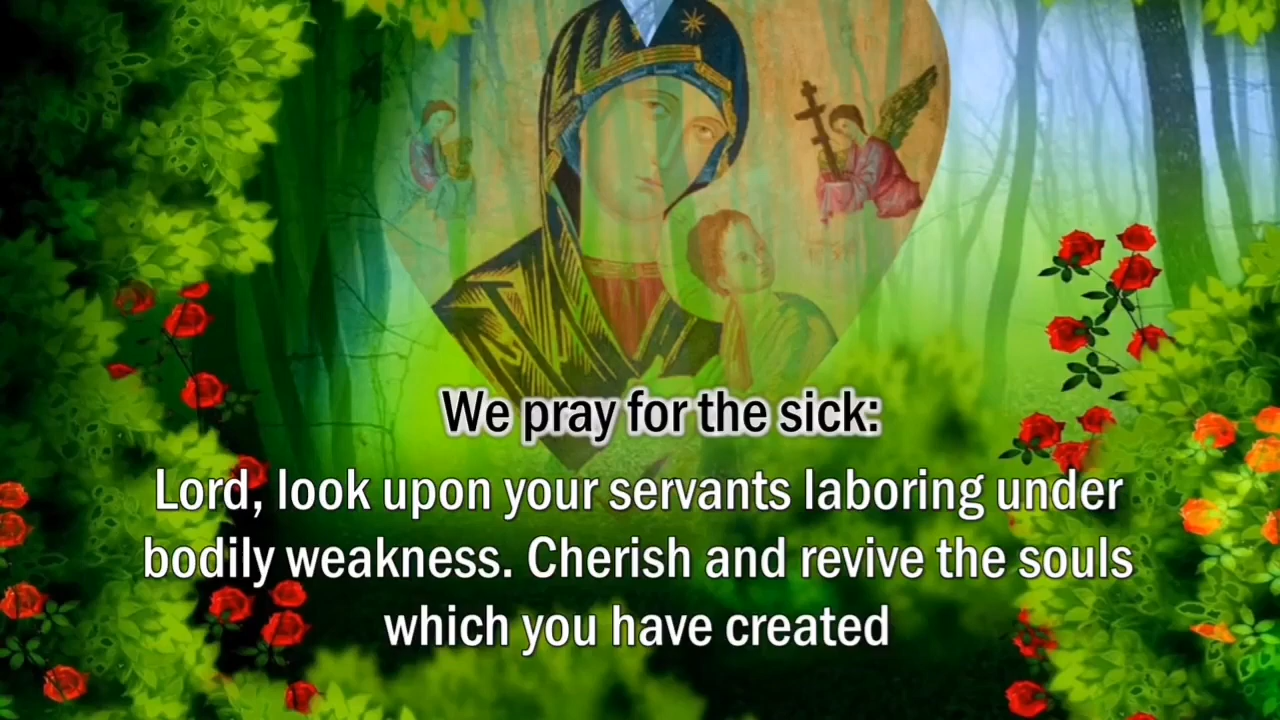 We pray for the sick:
Lord, look upon your servants laboring under
bodily weakness. Cherish and revive the souls
which you have created